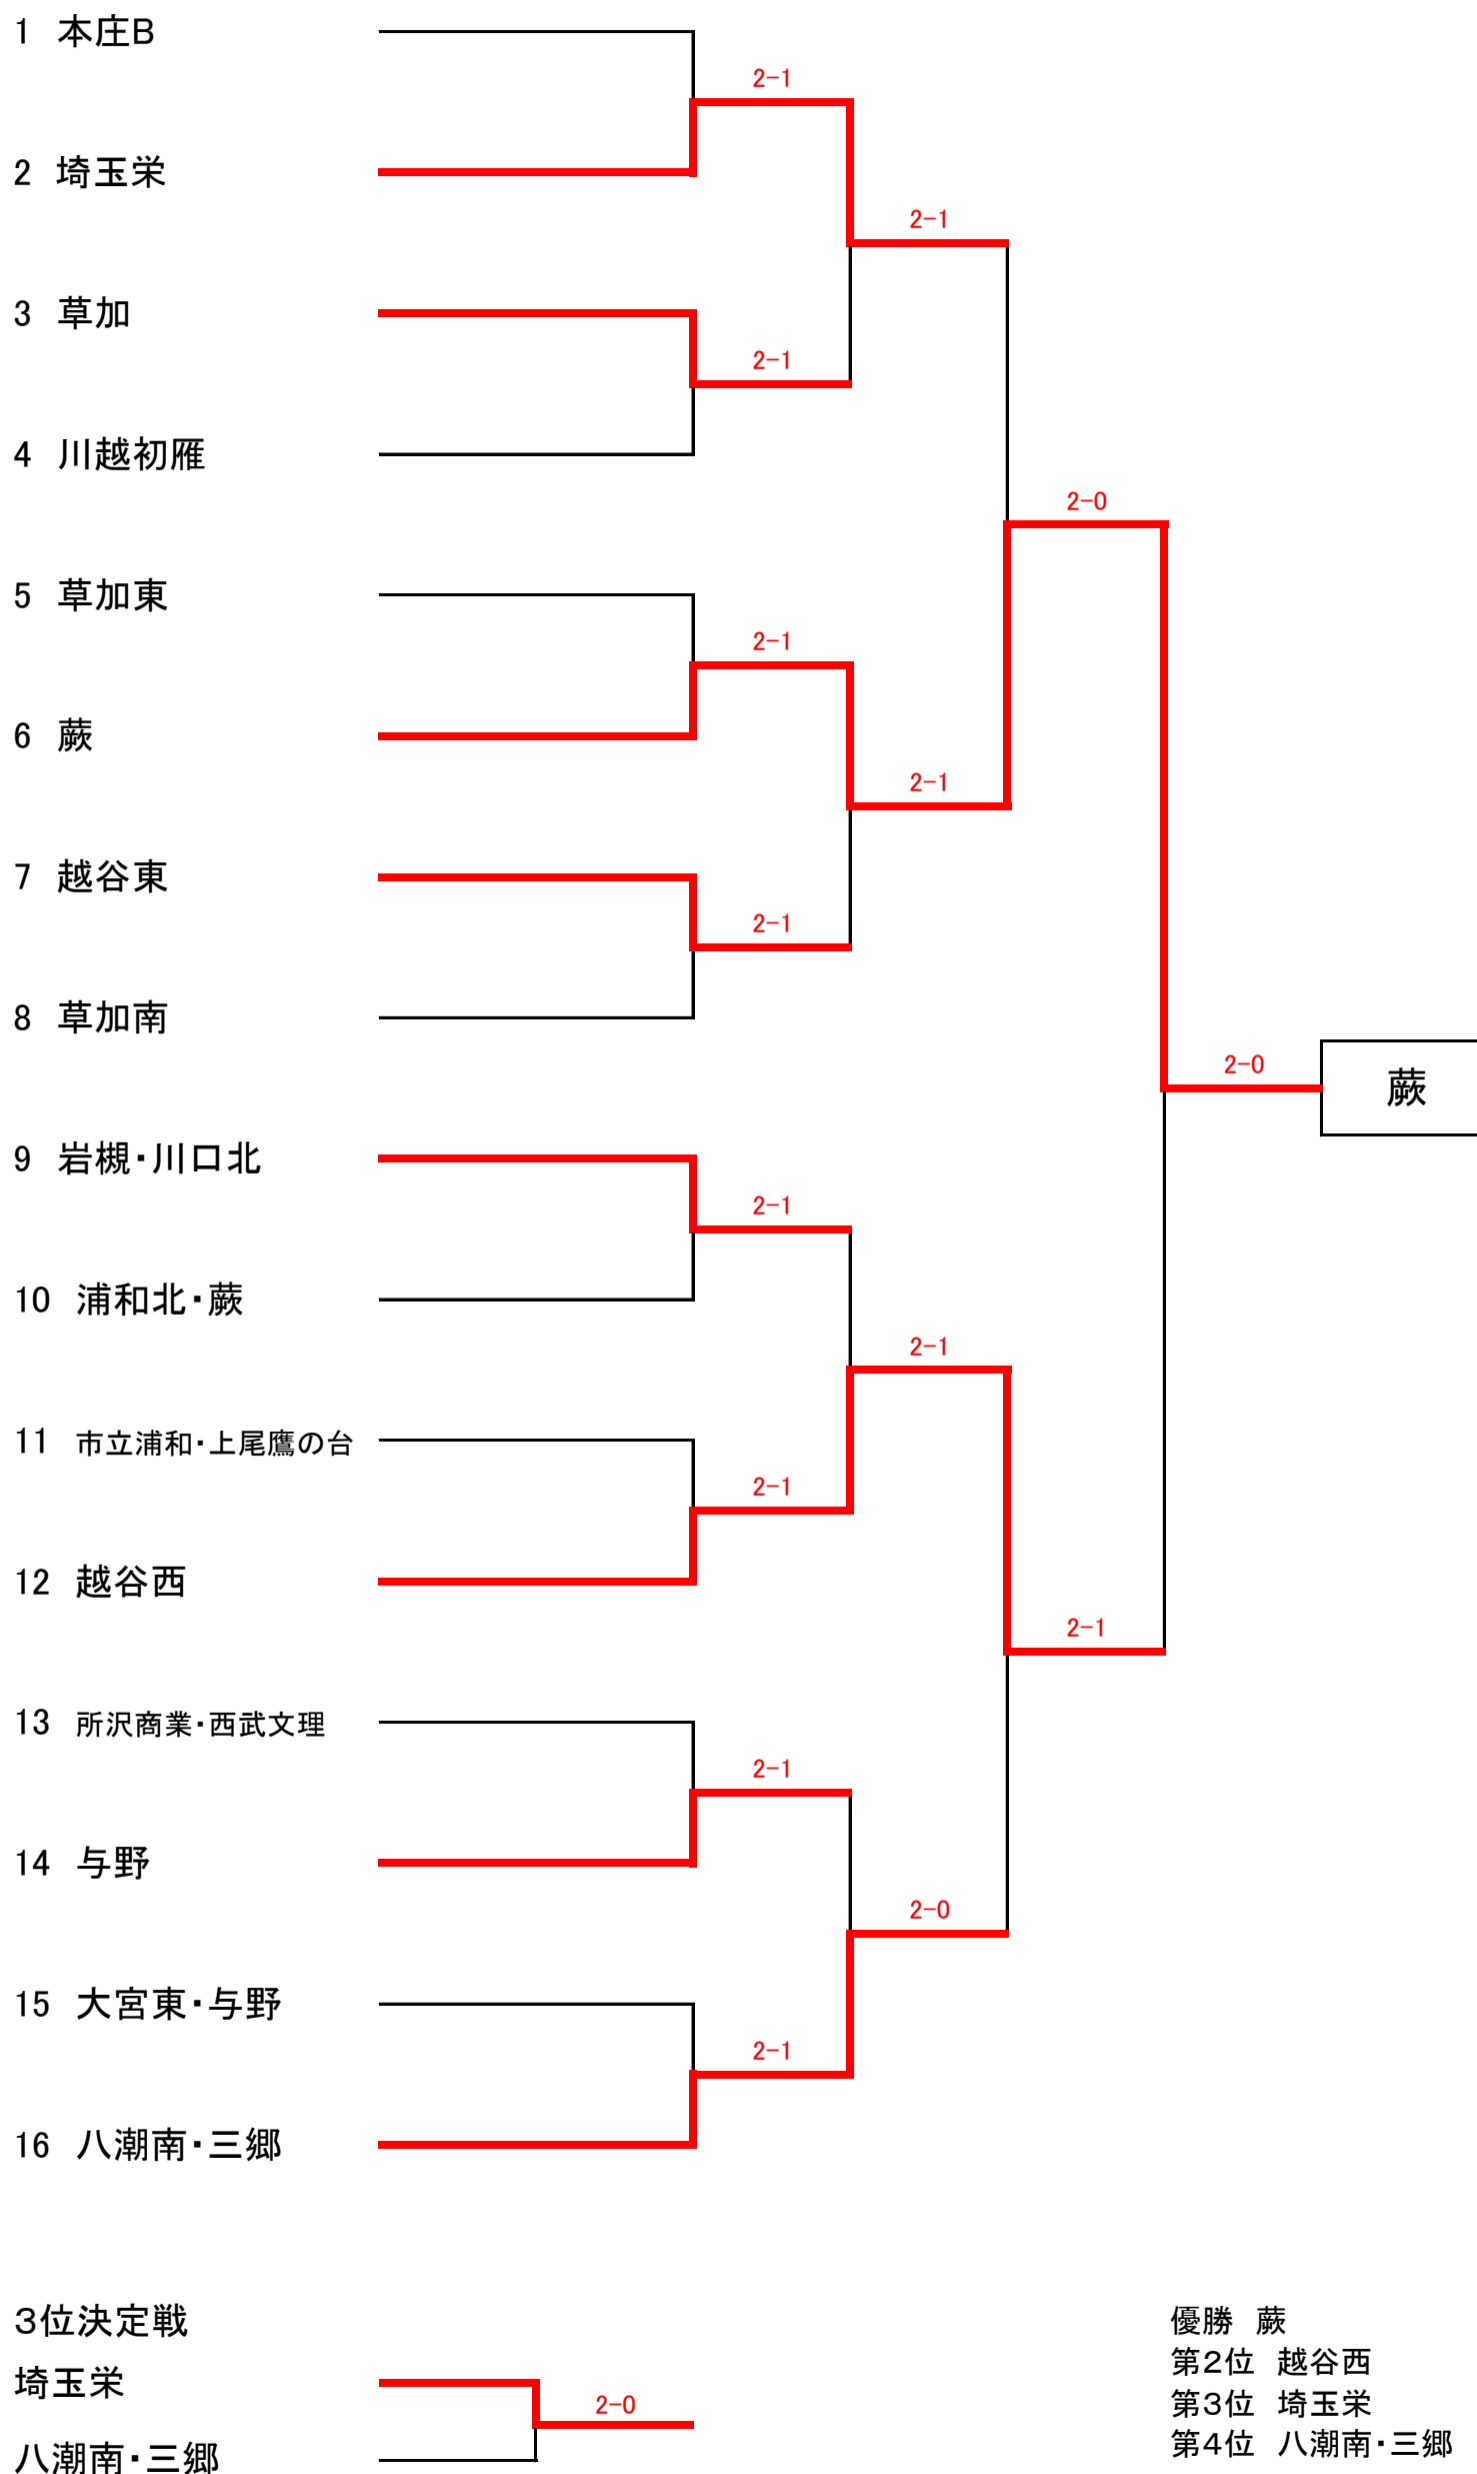 1 本庄B
2-1
2 埼玉栄
2-1
3 草加
2-1
4 川越初雁
2-0
5 草加東
2-1
6 蕨
2-1
7 越谷東
2-1
8 草加南
2-0
蕨
9 岩槻・川口北
2-1
10 浦和北・蕨
2-1
11 市立浦和・上尾鷹の台
2-1
12 越谷西
2-1
13 所沢商業・西武文理
2-1
14 与野
2-0
15 大宮東・与野
2-1
16 八潮南・三郷
3位決定戦
埼玉栄
2-0
八潮南・三郷
優勝 蕨
第2位 越谷西
第3位 埼玉栄
第4位 八潮南・三郷